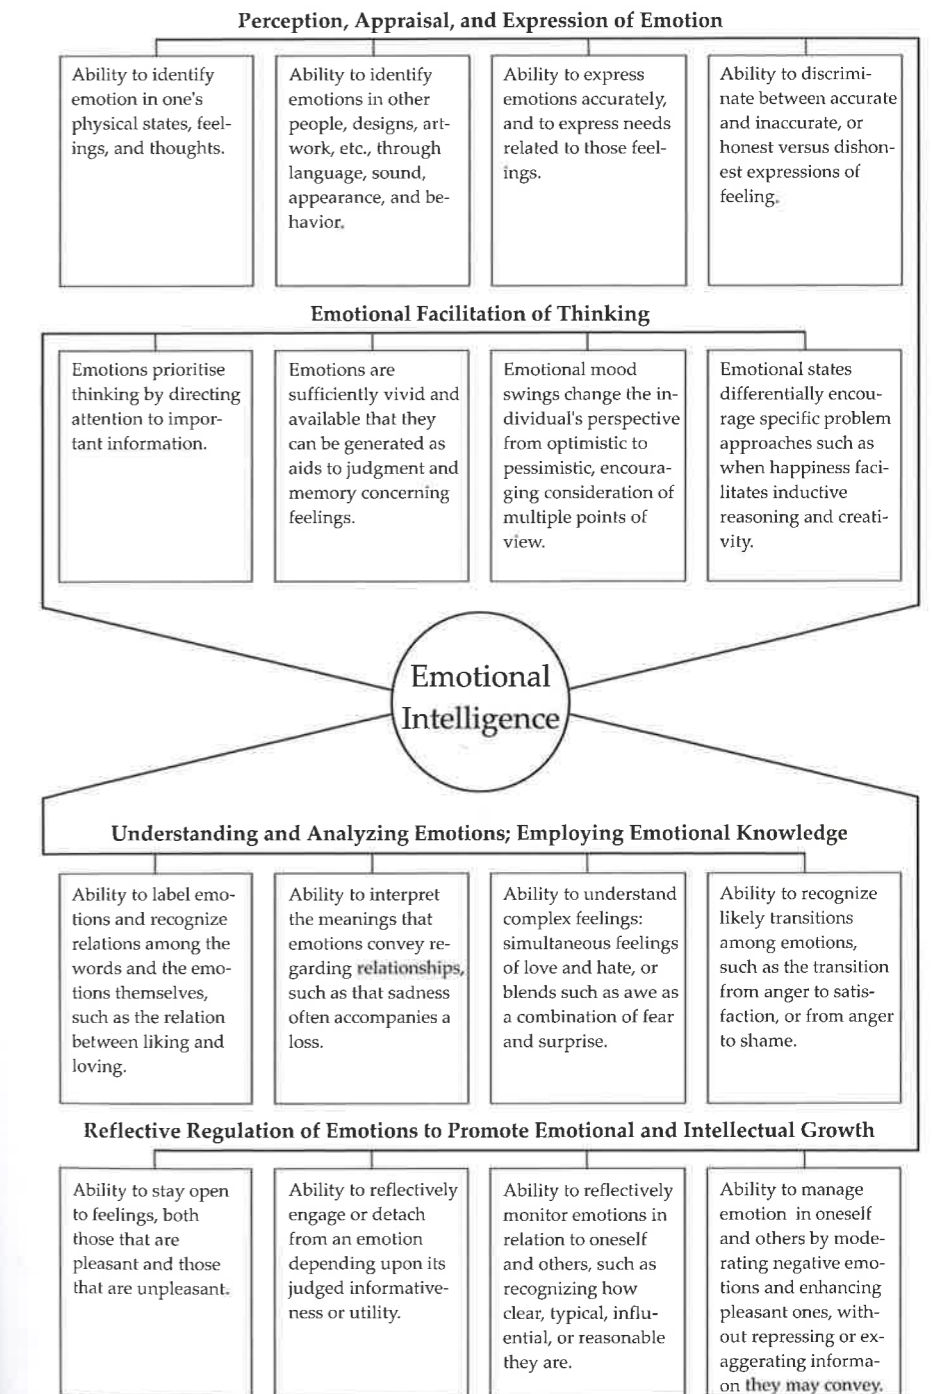 Perception, Appraisal, and Expression of Emotion
Ability to identify
emotion in one's
physical states, feel-
ings, and thoughts.
Ability to identify
emotions in other
people, designs, art-
work, etc., through
language, sound,
appearance, and be-
havior.
Ability to express
emotions accurately,
and to express needs
related to those feel-
ings.
Ability to discrimi-
nate between accurate
and inaccurate, or
honest versus dishon-
est expressions of
feeling.
Emotional Facilitation of Thinking
Emotions prioritise
thinking by directing
attention to impor-
tant information.
Emotions are
sufficiently vivid and
available that they
can be generated as
aids to judgment and
memory concerning
feelings.
Emotional mood
swings change the in-
dividual's perspective
from optimistic to
pessimistic, encoura-
ging consideration of
multiple points of
view.
Emotional states
differentially encou-
rage specific problem
approaches such as
when happiness faci-
litates inductive
reasoning and creati-
vity.
Emotional
Intelligence
Understanding and Analyzing Emotions; Employing Emotional Knowledge
Ability to label emo-
tions and recognize
relations among the
words and the emo-
tions themselves,
such as the relation
between liking and
loving.
Ability to interpret
the meanings that
emotions convey re-
garding relationships,
such as that sadness
often accompanies a
loss.
Ability to understand
complex feelings:
simultaneous feelings
of love and hate, or
blends such as awe as
a combination of fear
and surprise.
Ability to recognize
likely transitions
among emotions,
such as the transition
from anger to satis-
faction, or from anger
to shame.
Reflective Regulation of Emotions to Promote Emotional and Intellectual Growth
Ability to stay open
to feelings, both
those that are
pleasant and those
that are unpleasant.
Ability to reflectively
engage or detach
from an emotion
depending upon its
judged informative-
ness or utility.
Ability to reflectively
monitor emotions in
relation to oneself
and others, such as
recognizing how
clear, typical, influ-
ential, or reasonable
they are.
Ability to manage
emotion in oneself
and others by mode-
rating negative emo-
tions and enhancing
pleasant ones, with-
out repressing or ex-
aggerating informa-
on they may convey.